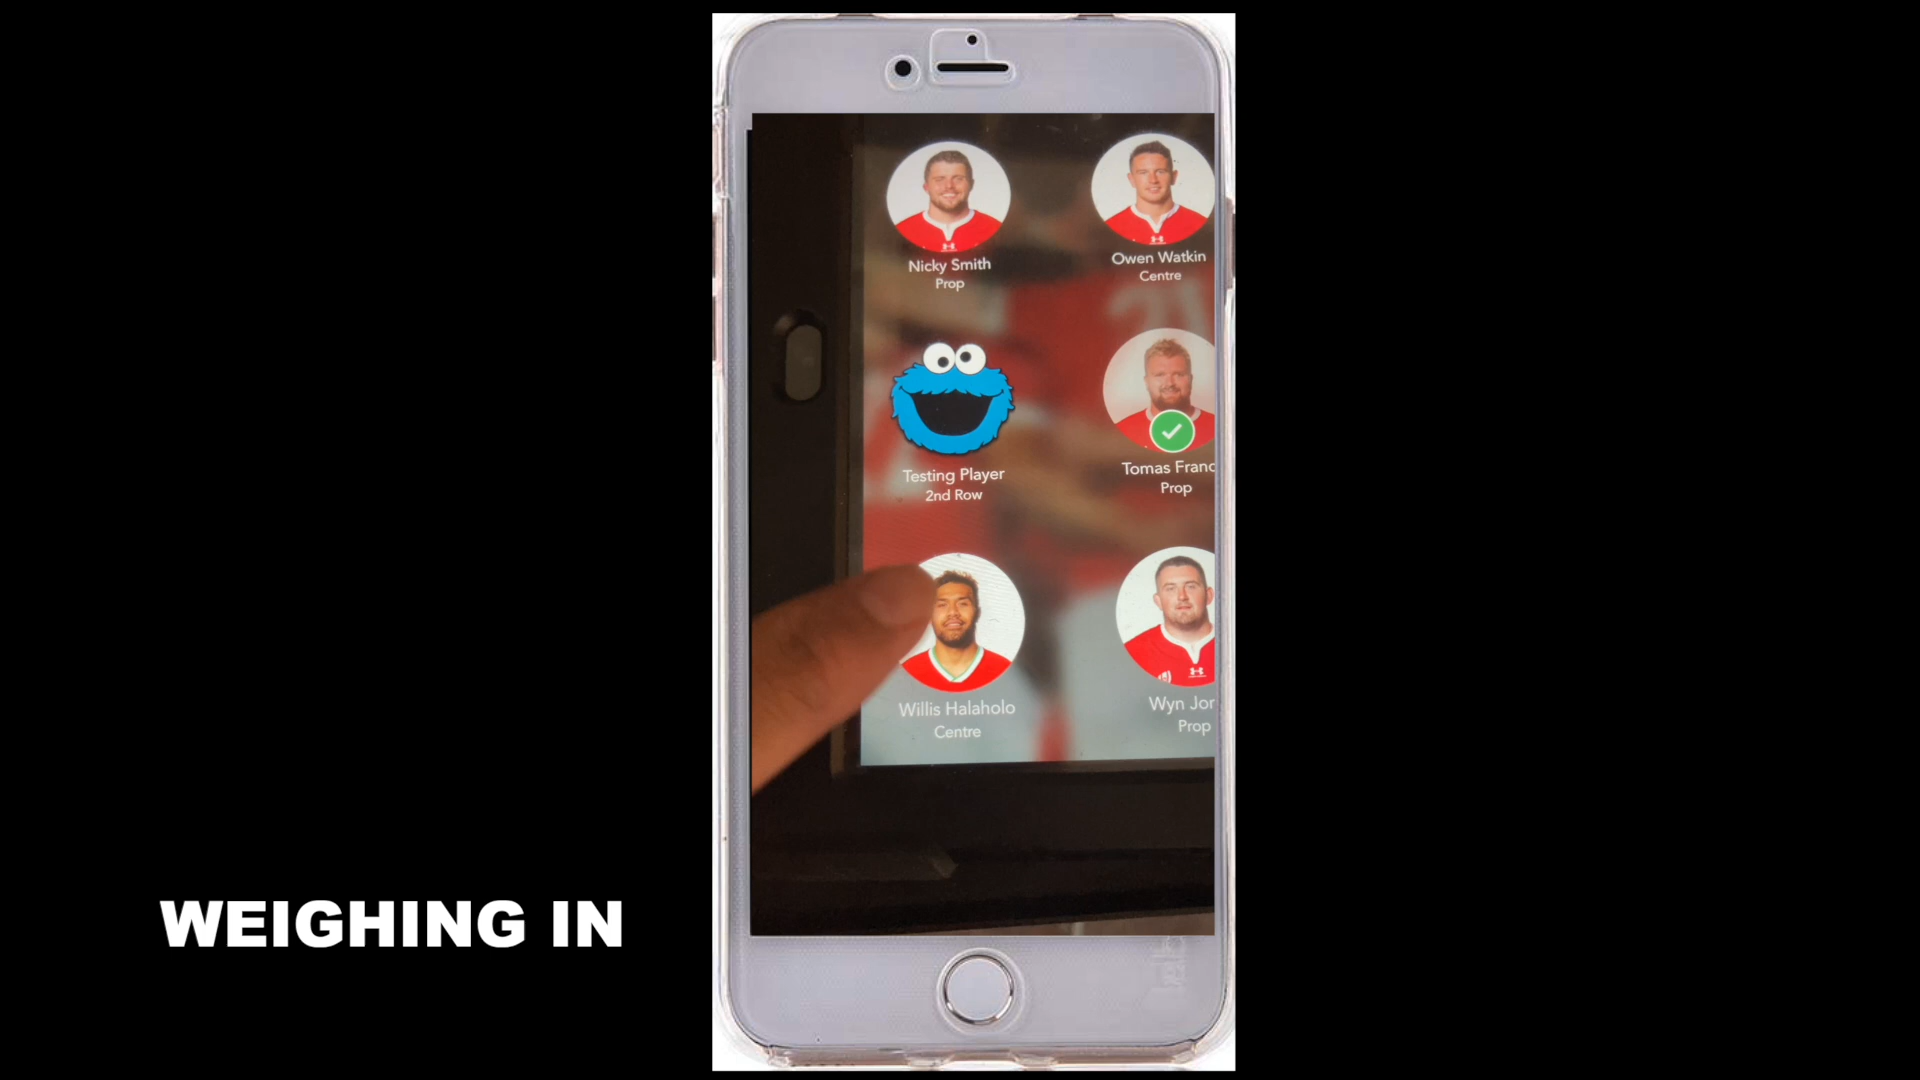 Nicky Smith
Prop
Owen Watkin
Centre
Testing Player
2nd Row
Tomas Franc
Prop
Willis Halaholo
Centre
Wyn Jor
Prop
WEIGHING IN